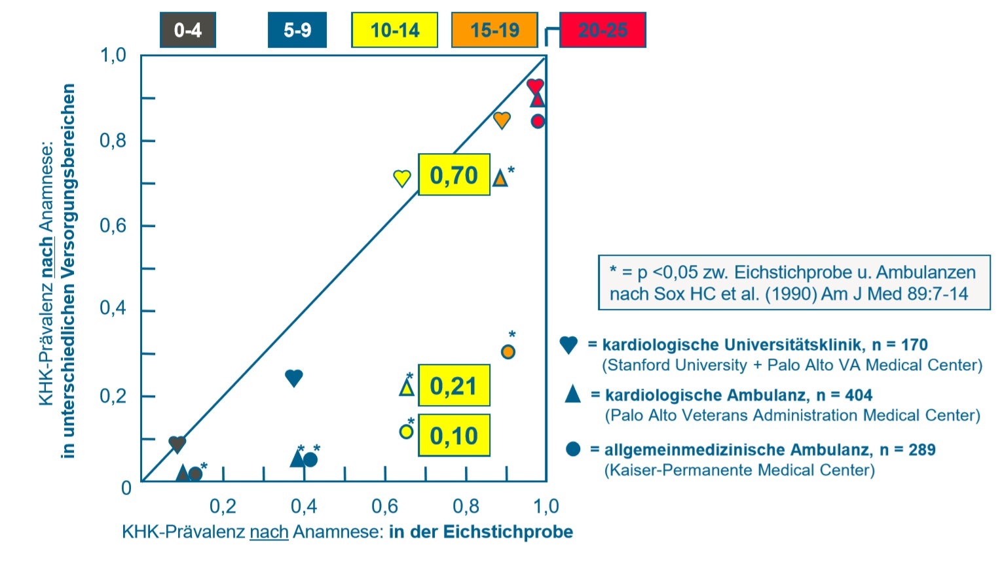 0-4
5-9
10-14
15-19
20-25
KHK-Prävalenz nach Anamnese:
in unterschiedlichen Versorgungsbereichen
1,0
0,8
0,6
0,4
0,2
0
0,70
*
*
*
0,21
*
0,10
* *
*
* = p <0,05 zw. Eichstichprobe u. Ambulanzen
nach Sox HC et al. (1990) Am J Med 89:7-14
= kardiologische Universitätsklinik, n = 170
(Stanford University + Palo Alto VA Medical Center)
= kardiologische Ambulanz, n = 404
(Palo Alto Veterans Administration Medical Center)
= allgemeinmedizinische Ambulanz, n = 289
(Kaiser-Permanente Medical Center)
0,2 0,4 0,6 0,8 1,0
KHK-Prävalenz nach Anamnese: in der Eichstichprobe